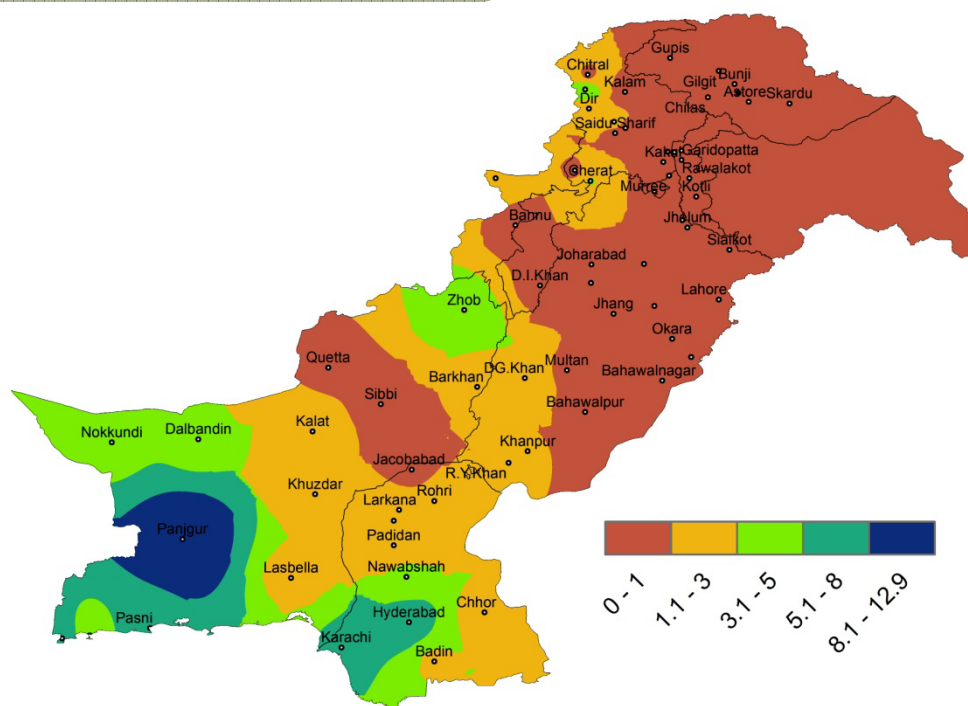 Gupis
Chitral
Bunji
Kalam
Gilgit
Astore
Skardu
Dir
Chilas
Saidu Sharif
Garidopatta
Rawalakot
Cherat
Murree
Kotli
Bannu
Jhelum
Sialkot
Joharabad
D.I.Khan
Zhob
Lahore
Jhang
Okara
Quetta
Multan
DG.Khan
Barkhan
Bahawalnagar
Sibbi
Bahawalpur
Kalat
Dalbandin
Nokkundi
Khanpur
Jacobabad
R.Y.Khan
Khuzdar
Rohri
Larkana
Panjgur
Padidan
Lasbella
Nawabshah
Chhor
Hyderabad
Pasni
Karachi
Badin
0 - 1
1.1 - 3
3.1 - 5
5.1 - 8
8.1 - 12.9